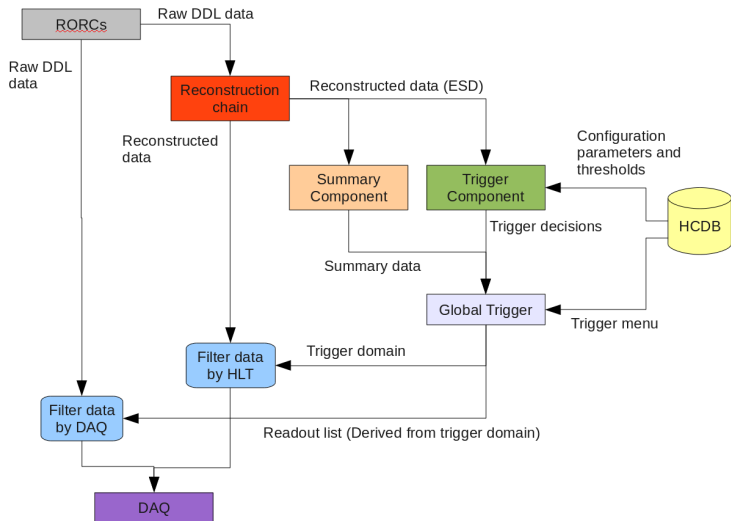 RORCs
Raw DDL data
Raw DDL
data
Reconstruction
chain
Reconstructed data (ESD)
Reconstructed
data
Configuration
parameters and
thresholds
Summary
Component
Trigger
Component
HCDB
Trigger decisions
Summary data
Global Trigger
Trigger menu
Filter data
by HLT
Trigger domain
Filter data
by DAQ
Readout list (Derived from trigger domain)
DAQ